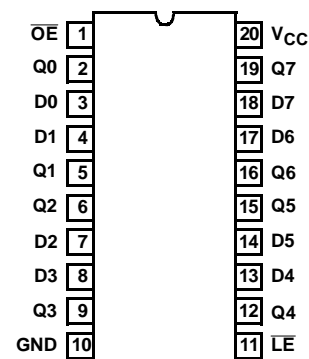 OE 1 20 VCC
Q0 2 19 Q7
D0 3 18 D7
D1 4 17 D6
Q1 5 16 Q6
Q2 6 15 Q5
D2 7 14 D5
D3 8 13 D4
Q3 9 12 Q4
GND 10 11 LE